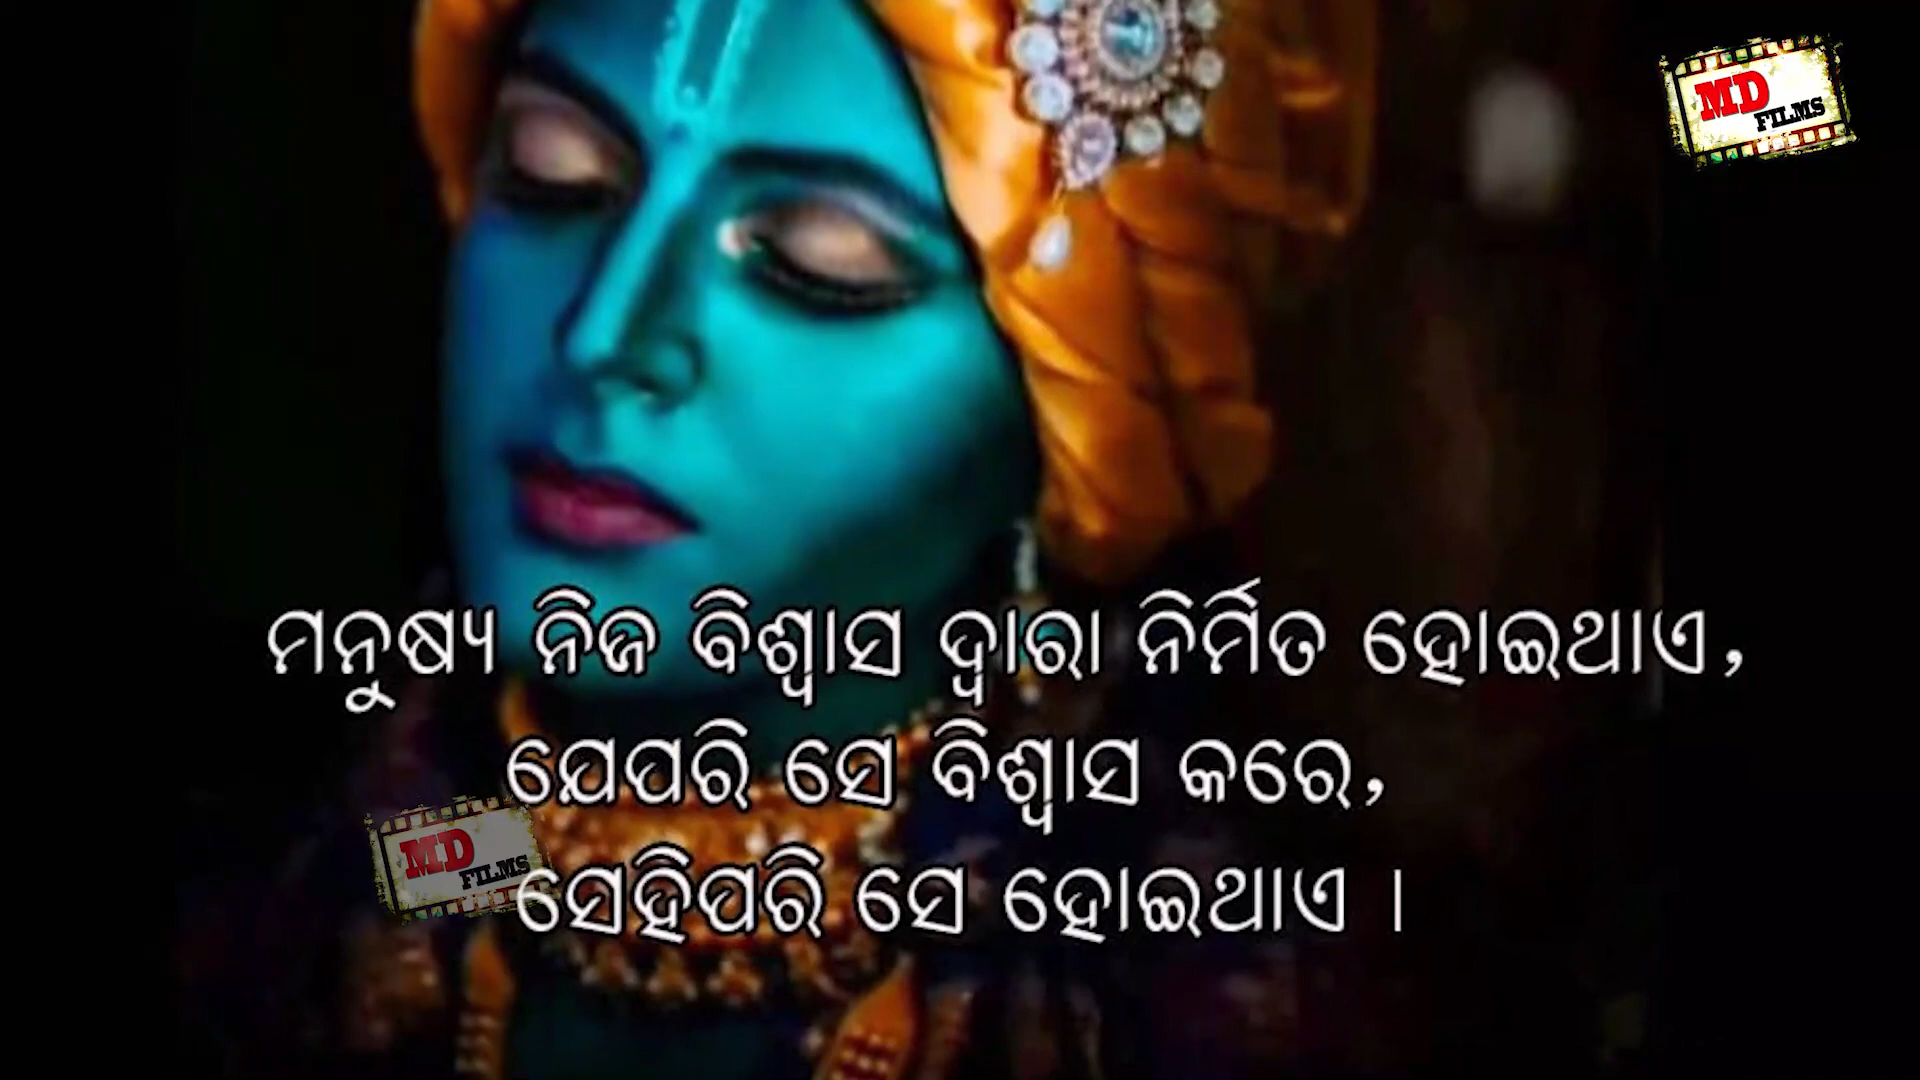 MD
FILMS
ମନୁଷ୍ୟ ନିଜ ବିଶ୍ୱାସ ଦ୍ୱାରା ନିର୍ମିତ ହୋଇଥାଏ,
ଯେପରି ସେ ବିଶ୍ୱାସ କରେ,
MD
FILMS
ସେହିପରି ସେ ହୋଇଥାଏ ।